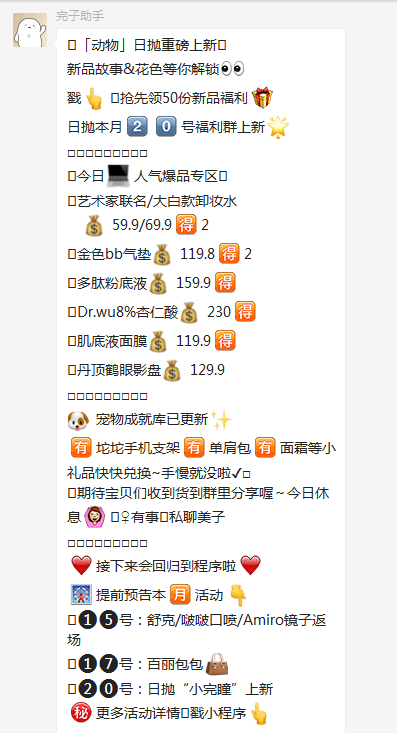 完子助手
「动物」日抛重磅上新
新品故事&花色等你解锁👀
戳👆 抢先领50份新品福利🎁
日抛本月2️⃣0️⃣号福利群上新🌟
□□□□□□□□□
今日💻人气爆品专区
艺术家联名/大白款卸妆水
💰 59.9/69.9🉐2
金色bb气垫💰 119.8🉐2
多肽粉底液💰 159.9🉐
Dr.wu8%杏仁酸💰 230🉐
肌底液面膜💰 119.9🉐
丹顶鹤眼影盘💰 129.9
□□□□□□□□□
🐶 宠物成就库已更新✨
🈶坨坨手机支架🈶单肩包🈶面霜等小
礼品快快兑换~手慢就没啦✓□
期待宝贝们收到货到群里分享喔~今日休
息🙆♀有事私聊美子
□□□□□□□□□
❤️接下来会回归到程序啦❤️
🎦提前预告本🈷️活动👇
❶❺号：舒克/啵啵口喷/Amiro镜子返
场
❶❼号：百丽包包👜
❷⓿号：日抛“小完瞳”上新
㊙️更多活动详情戳小程序👆